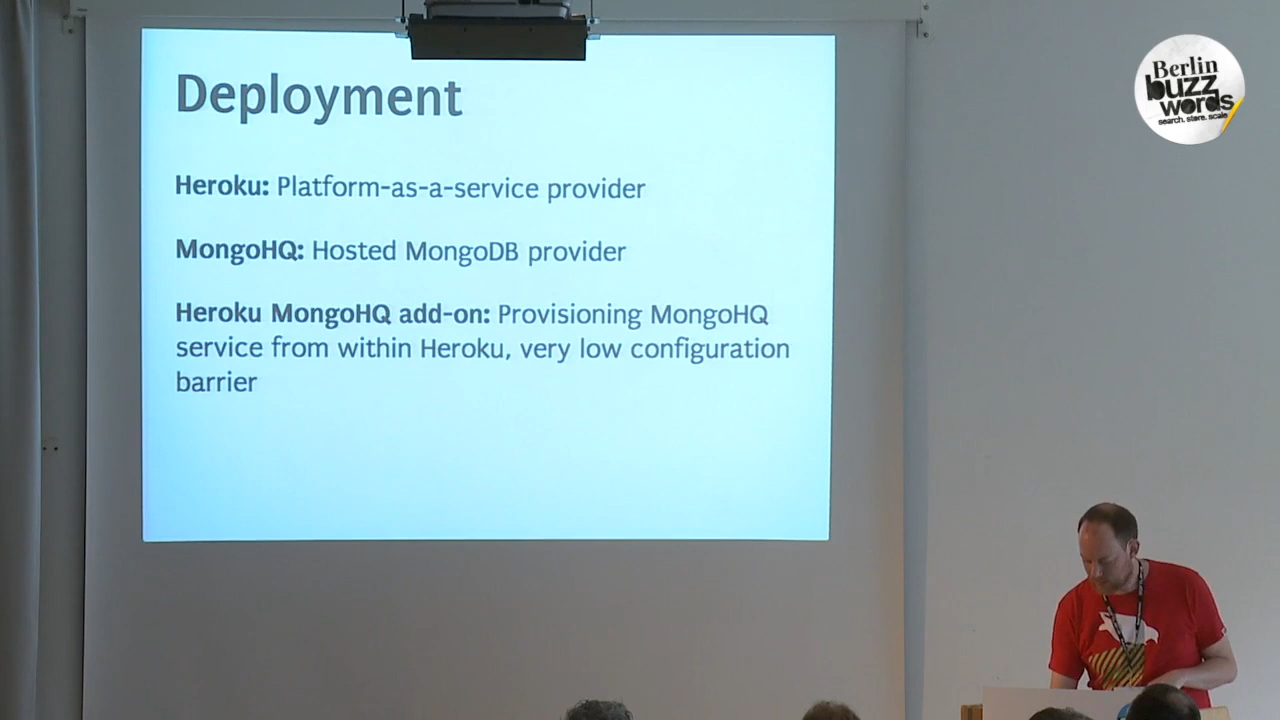 Deployment
Heroku: Platform-as-a-service provider
MongoHQ: Hosted MongoDB provider
Heroku MongoHQ add-on: Provisioning MongoHQ
service from within Heroku, very low configuration
barrier
Berlin
buzz
words
search. store. scale